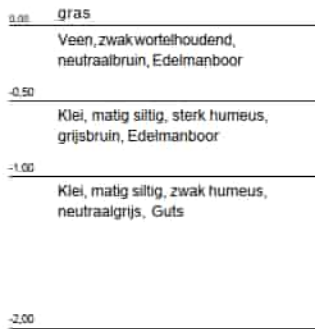 0.00 gras
Veen, zwak wortelhoudend,
neutraalbruin, Edelmanboor
-0,50
Klei, matig siltig, sterk humeus,
grijsbruin, Edelmanboor
-1,00
Klei, matig siltig, zwak humeus,
neutraalgrijs, Guts
-2,00